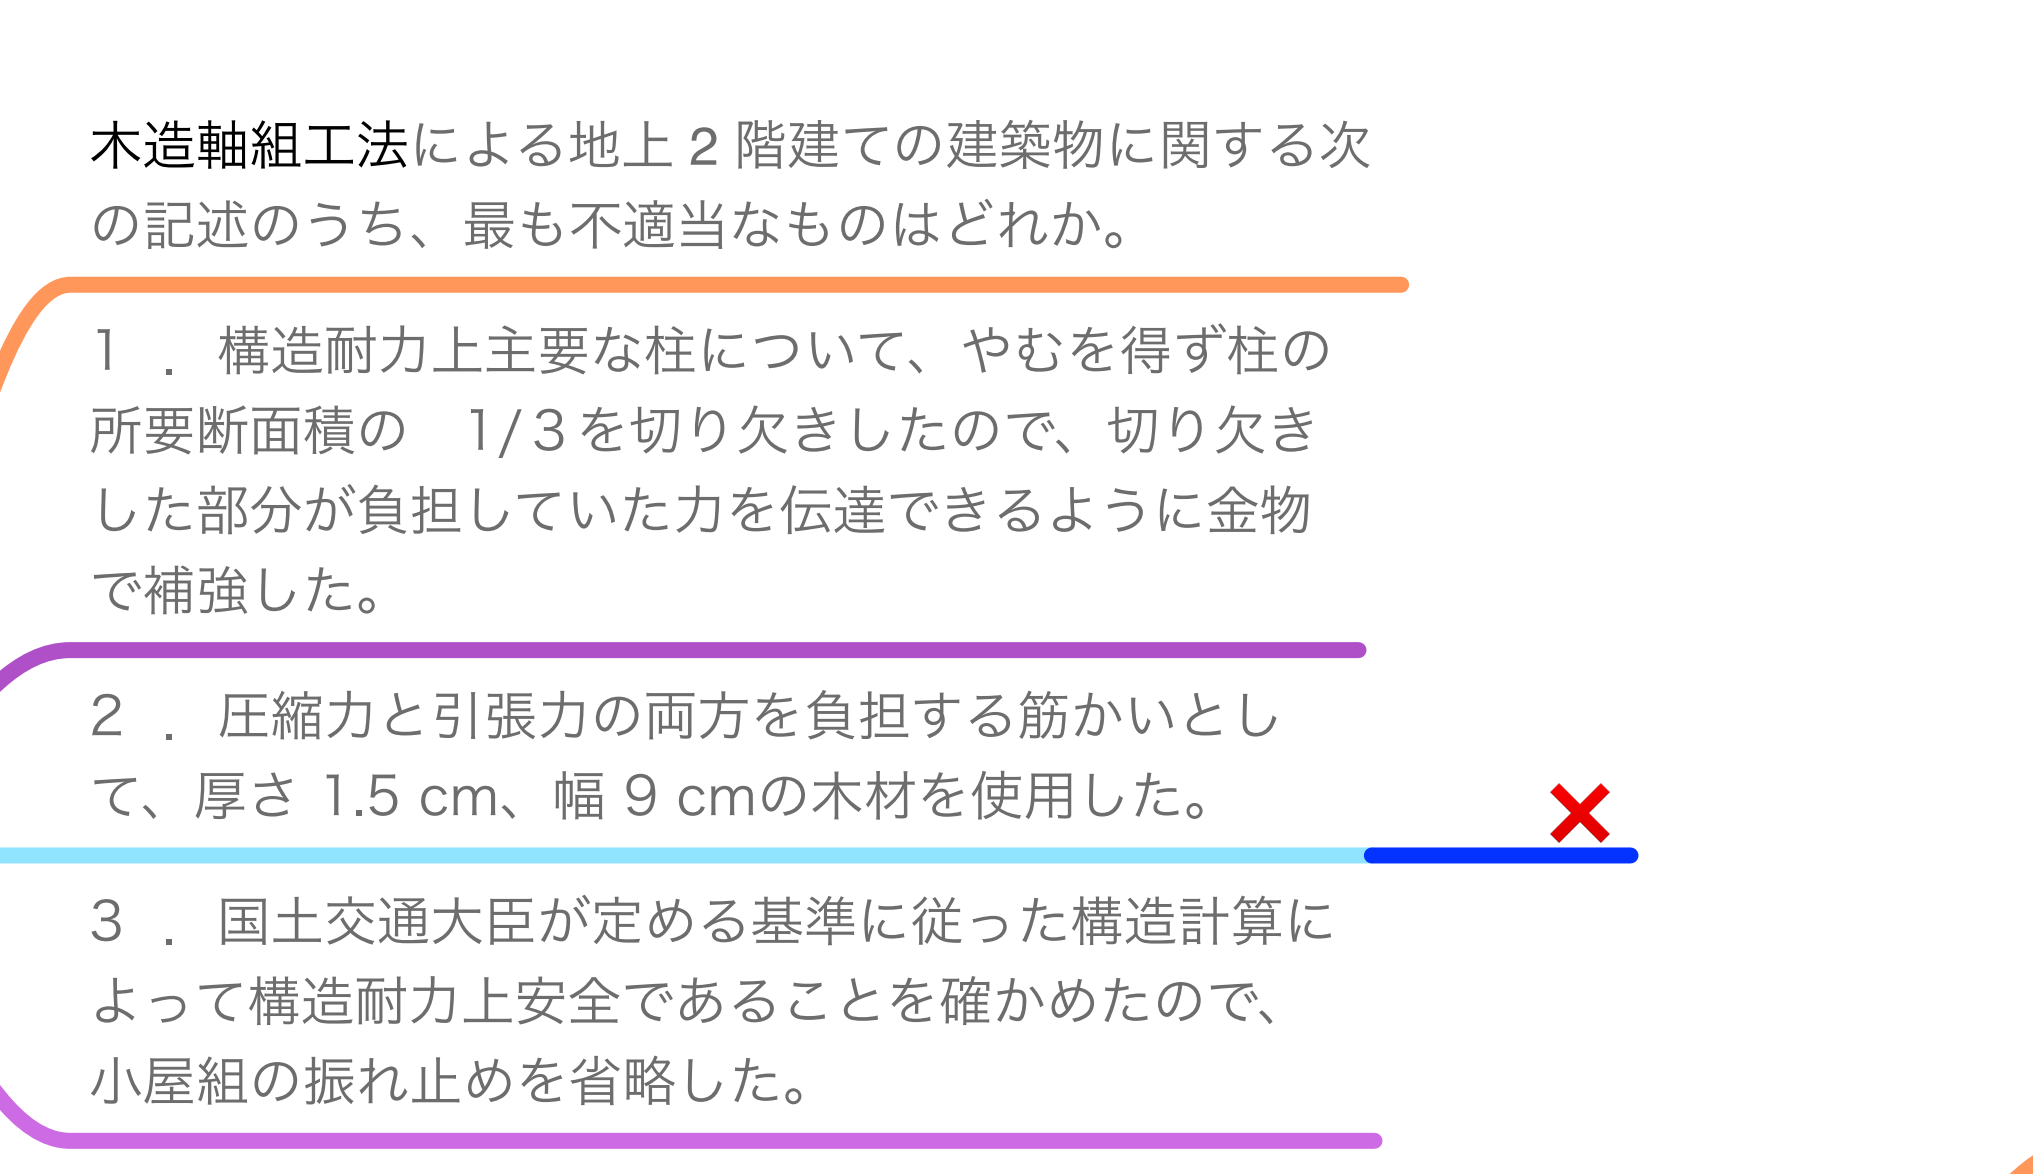 木造軸組工法による地上 2 階建ての建築物に関する次
の記述のうち、最も不適当なものはどれか。
1 ． 構造耐力上主要な柱について、やむを得ず柱の
所要断面積の　1/３を切り欠きしたので、切り欠き
した部分が負担していた力を伝達できるように金物
で補強した。
2 ． 圧縮力と引張力の両方を負担する筋かいとし
て、厚さ 1.5 cm、幅 9 cmの木材を使用した。
3 ． 国土交通大臣が定める基準に従った構造計算に
よって構造耐力上安全であることを確かめたので、
小屋組の振れ止めを省略した。